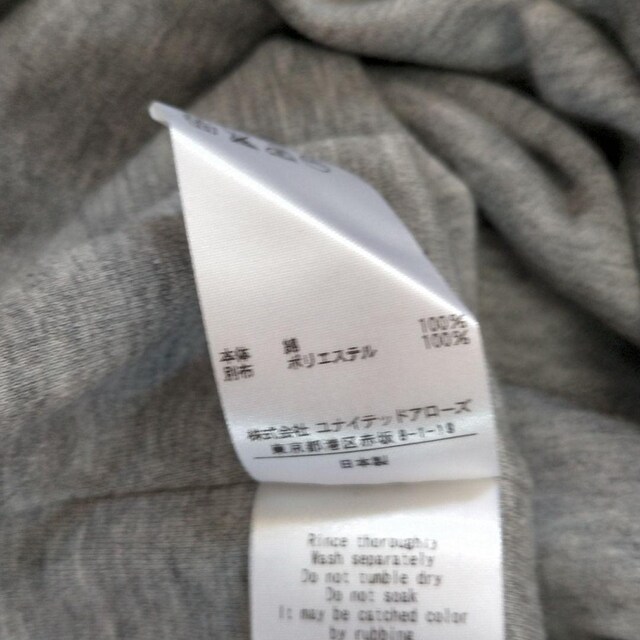 本体 綿 100%
別布 ポリエステル 100%
株式会社 ユナイテッドアローズ
東京都港区赤坂8-1-19
日本製
Rince thoroughly
Wash separately
Do not tumble dry
Do not soak
It may be catched color
by rubbing